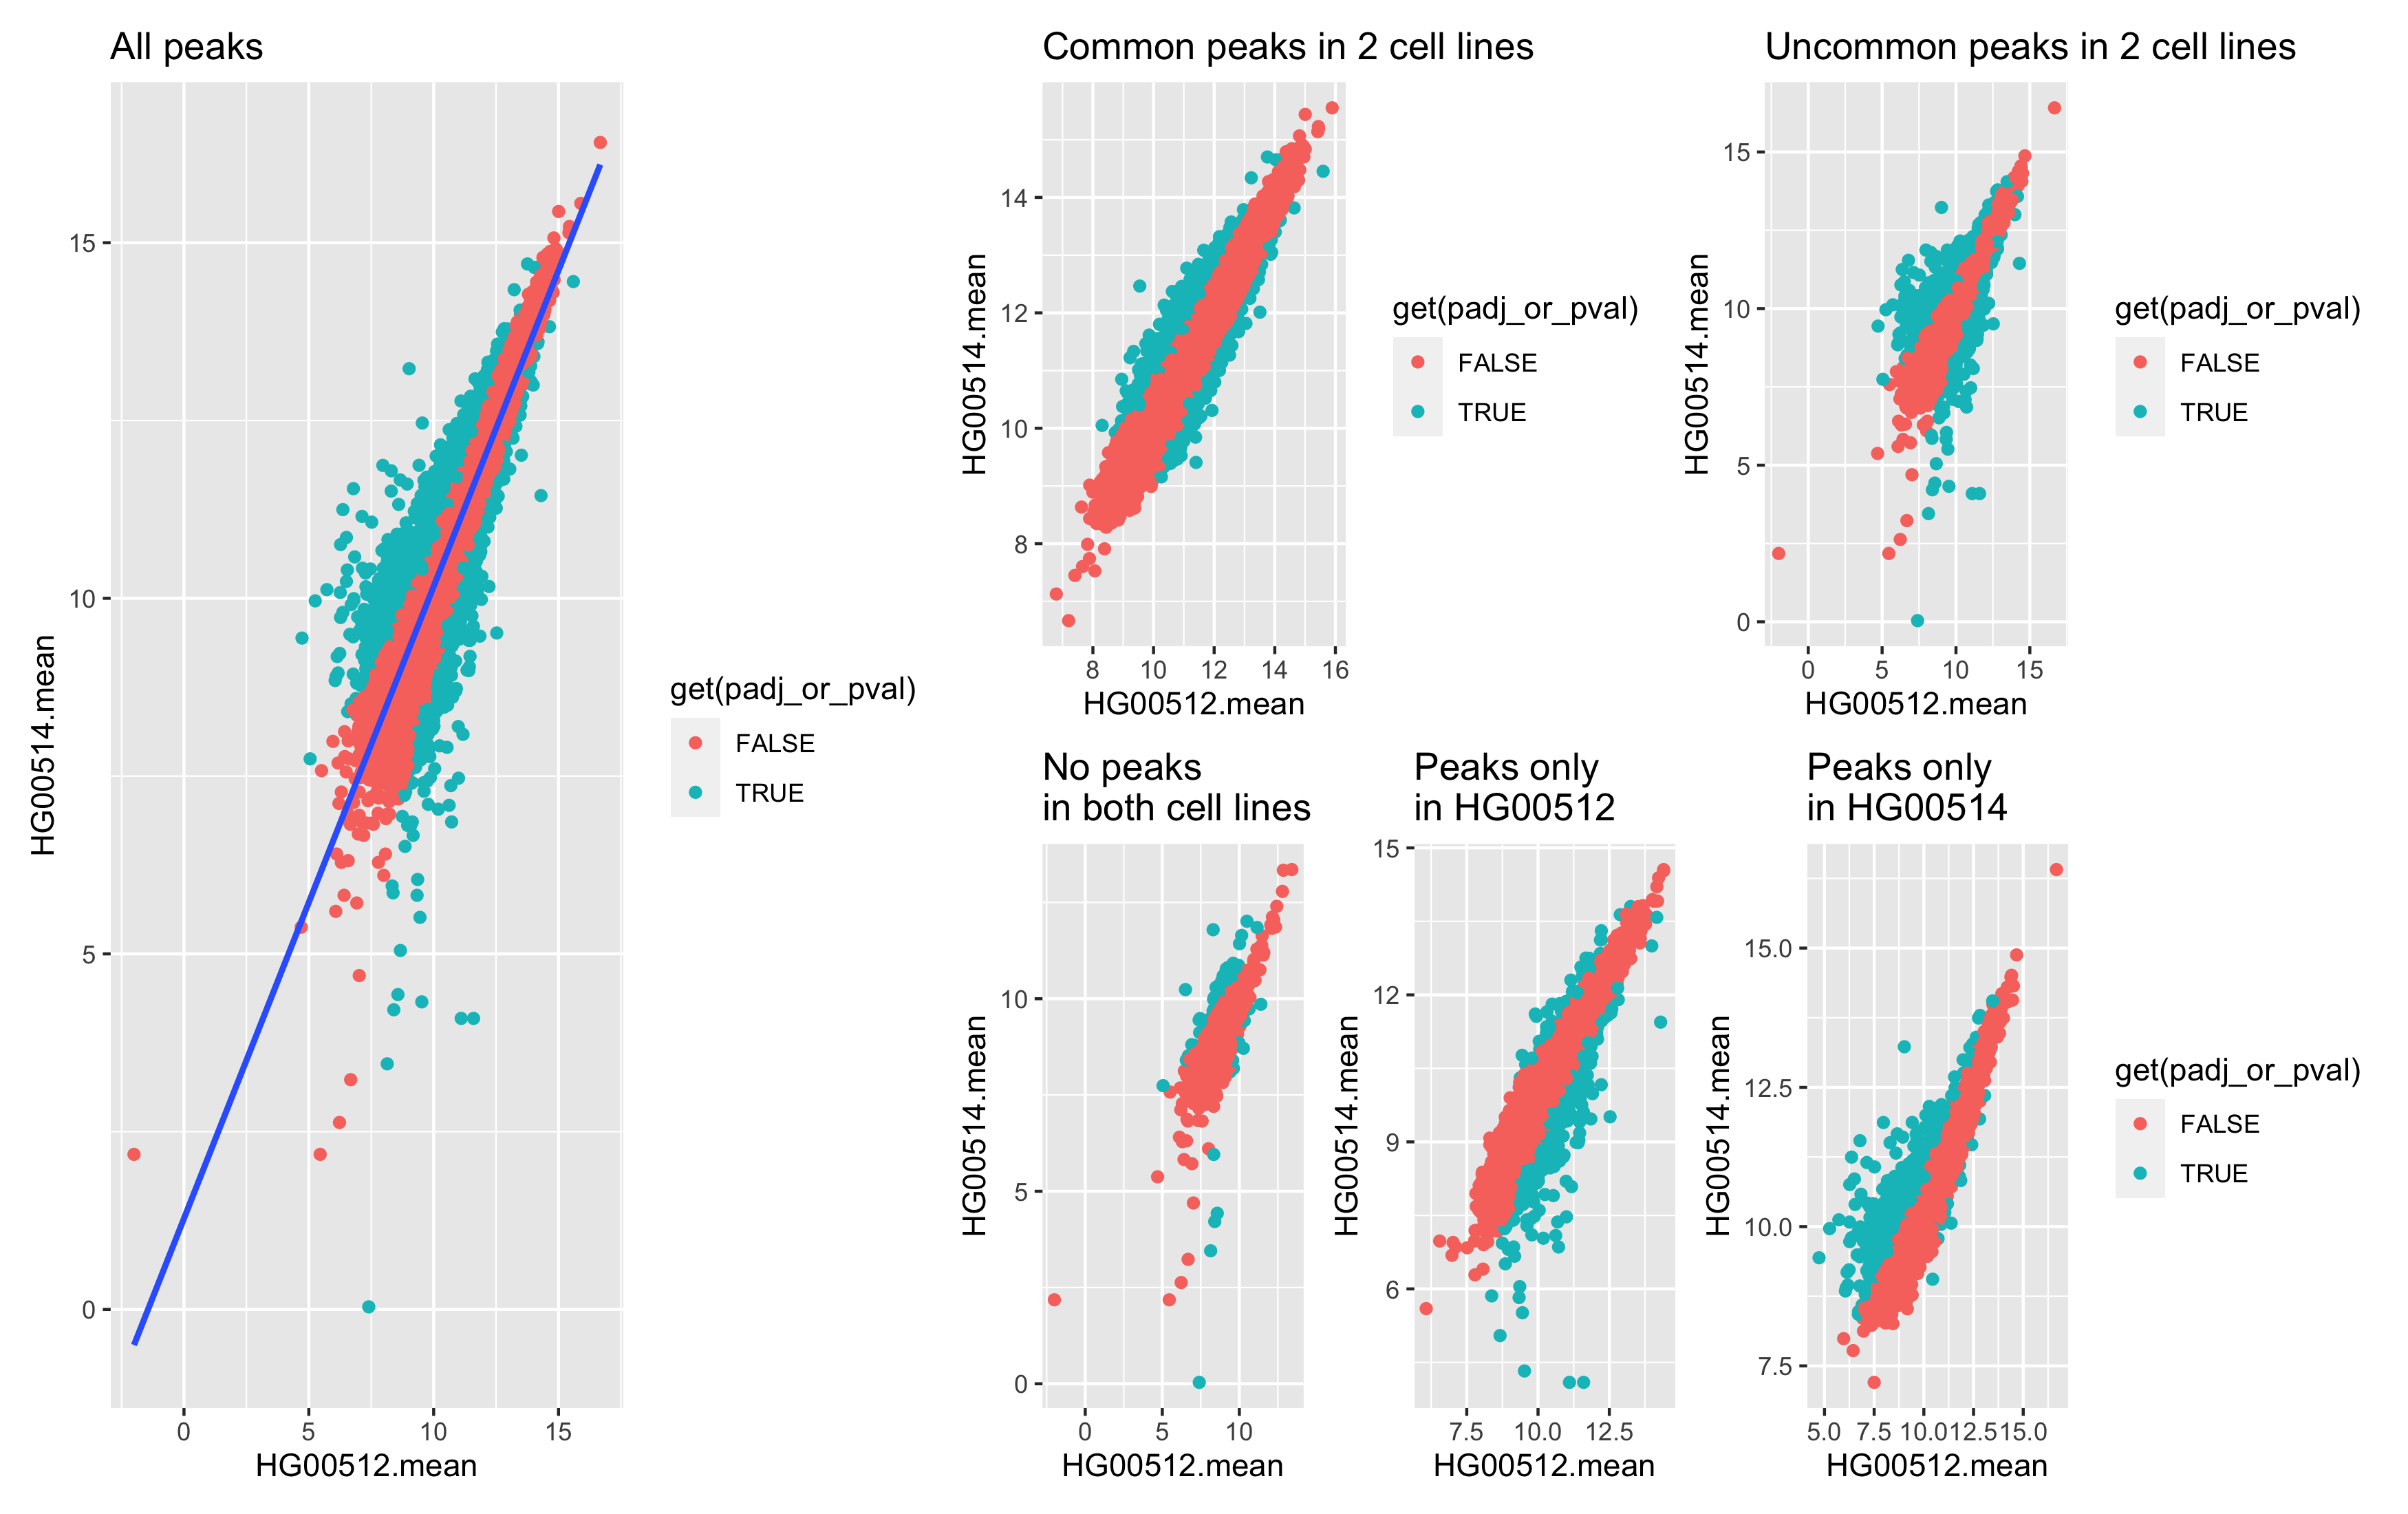 All peaks
15
10
5
0
0 5 10 15
HG00512.mean
HG00514.mean
get(padj_or_pval)
FALSE
TRUE
Common peaks in 2 cell lines
14
12
10
8
8 10 12 14 16
HG00512.mean
HG00514.mean
get(padj_or_pval)
FALSE
TRUE
Uncommon peaks in 2 cell lines
15
10
5
0
0 5 10 15
HG00512.mean
HG00514.mean
get(padj_or_pval)
FALSE
TRUE
No peaks
in both cell lines
10
5
0
0 5 10
HG00512.mean
HG00514.mean
Peaks only
in HG00512
15
12
9
6
7.5 10.0 12.5
HG00512.mean
HG00514.mean
Peaks only
in HG00514
15.0
12.5
10.0
7.5
5.0 7.5 10.0 12.5 15.0
HG00512.mean
HG00514.mean
get(padj_or_pval)
FALSE
TRUE